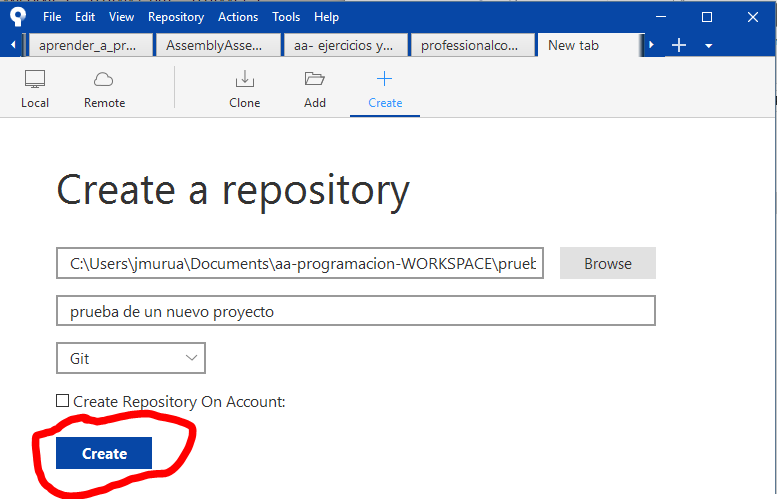 File Edit View Repository Actions Tools Help
aprender_a_pr... AssemblyAsse... aa- ejercicios y... professionalco... New tab
Local Remote Clone Add Create
Create a repository
C:\Users\jmurua\Documents\aa-programacion-WORKSPACE\prueb Browse
prueba de un nuevo proyecto
Git
Create Repository On Account:
Create